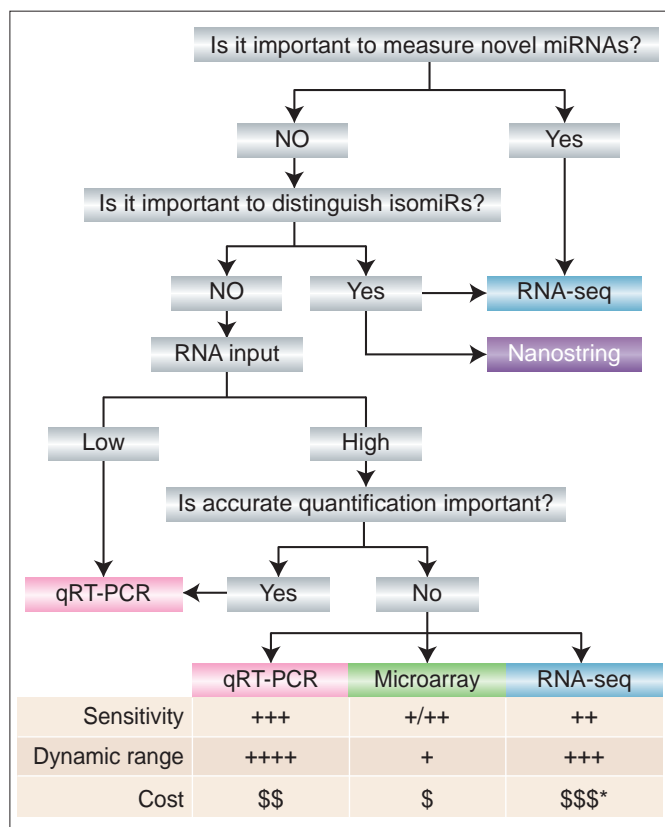 Is it important to measure novel miRNAs?
NO Yes
Is it important to distinguish isomiRs?
NO Yes RNA-seq
RNA input Nanostring
Low High
Is accurate quantification important?
qRT-PCR Yes No
qRT-PCR Microarray RNA-seq
Sensitivity +++ +/++ ++
Dynamic range ++++ + +++
Cost $$ $ $$$*